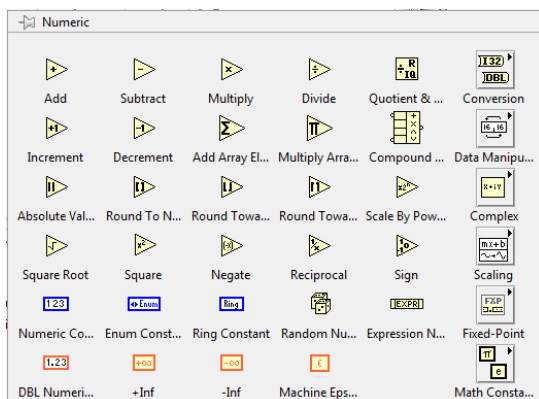 Numeric
Add Subtract Multiply Divide Quotient & ... Conversion
Increment Decrement Add Array El... Multiply Arra... Compound ... Data Manipu...
Absolute Val... Round To N... Round Towa... Round Towa... Scale By Pow... Complex
Square Root Square Negate Reciprocal Sign Scaling
Numeric Co... Enum Const... Ring Constant Random Nu... Expression N... Fixed-Point
DBL Numeri... +Inf -Inf Machine Eps... Math Consta...